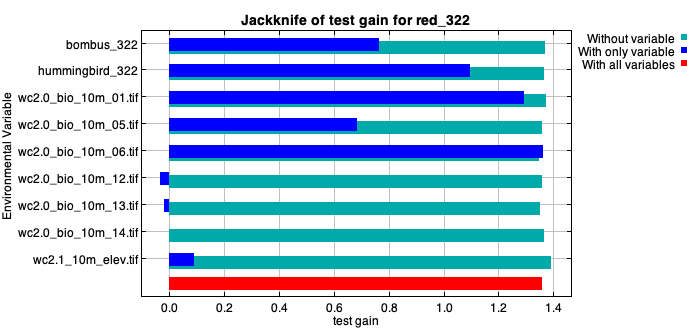 Jackknife of test gain for red_322
Without variable
With only variable
With all variables
Environmental Variable
bombus_322
hummingbird_322
wc2.0_bio_10m_01.tif
wc2.0_bio_10m_05.tif
wc2.0_bio_10m_06.tif
wc2.0_bio_10m_12.tif
wc2.0_bio_10m_13.tif
wc2.0_bio_10m_14.tif
wc2.1_10m_elev.tif
0.0 0.2 0.4 0.6 0.8 1.0 1.2 1.4
test gain